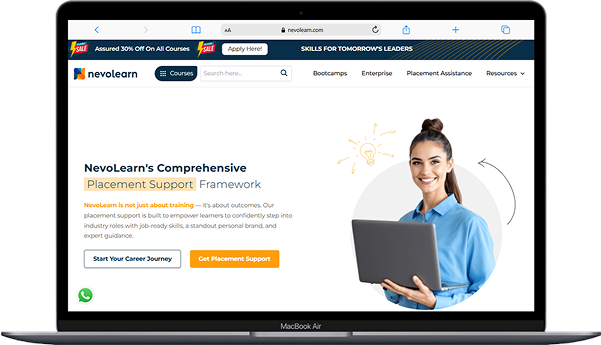 AA nevolearn.com
SALE Assured 30% Off On All Courses SALE Apply Here! SKILLS FOR TOMORROW'S LEADERS
nevolearn Courses Search here... Bootcamps Enterprise Placement Assistance Resources
NevoLearn's Comprehensive
Placement Support Framework
NevoLearn is not just about training — it's about outcomes. Our
placement support is built to empower learners to confidently step into
industry roles with job-ready skills, a standout personal brand, and
expert guidance.
Start Your Career Journey Get Placement Support
MacBook Air